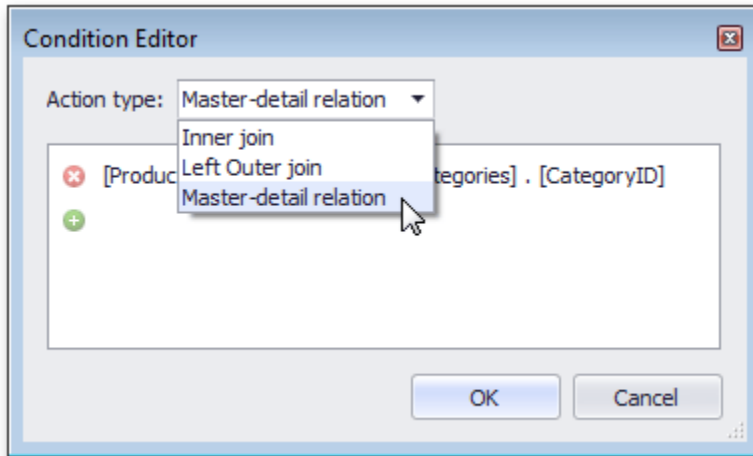 Condition Editor
Action type: Master-detail relation
Inner join
Left Outer join
Master-detail relation
[Produc tegories] . [CategoryID]
OK Cancel